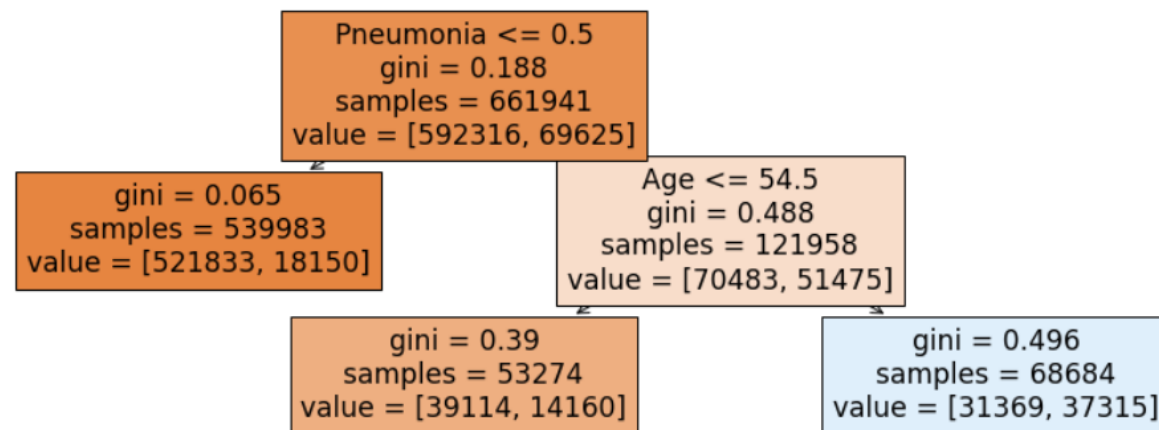 Pneumonia <= 0.5
gini = 0.188
samples = 661941
value = [592316, 69625]
gini = 0.065
samples = 539983
value = [521833, 18150]
Age <= 54.5
gini = 0.488
samples = 121958
value = [70483, 51475]
gini = 0.39
samples = 53274
value = [39114, 14160]
gini = 0.496
samples = 68684
value = [31369, 37315]